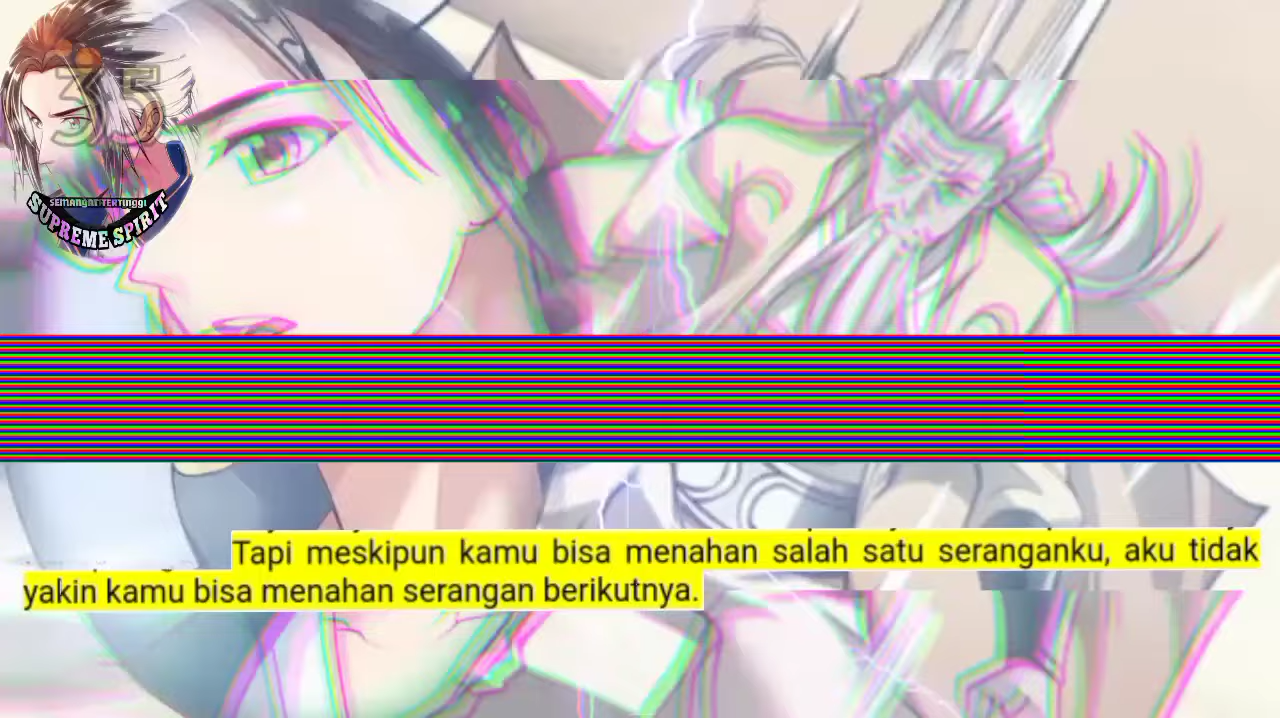 35
SEMANGAT TERTINGGI
SUPREME SPIRIT
Tapi meskipun kamu bisa menahan salah satu seranganku, aku tidak
yakin kamu bisa menahan serangan berikutnya.